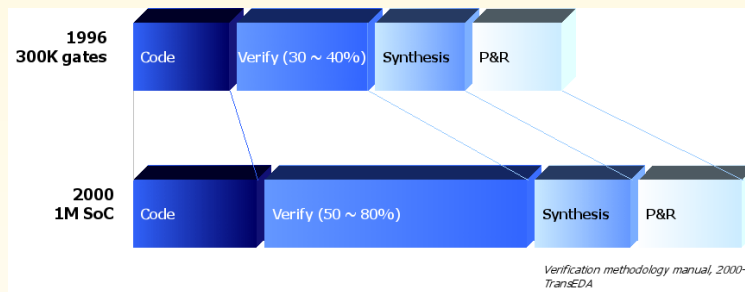 1996
300K gates
Code
Verify (30 ~ 40%)
Synthesis
P&R
2000
1M SoC
Code
Verify (50 ~ 80%)
Synthesis
P&R
Verification methodology manual, 2000-
TransEDA